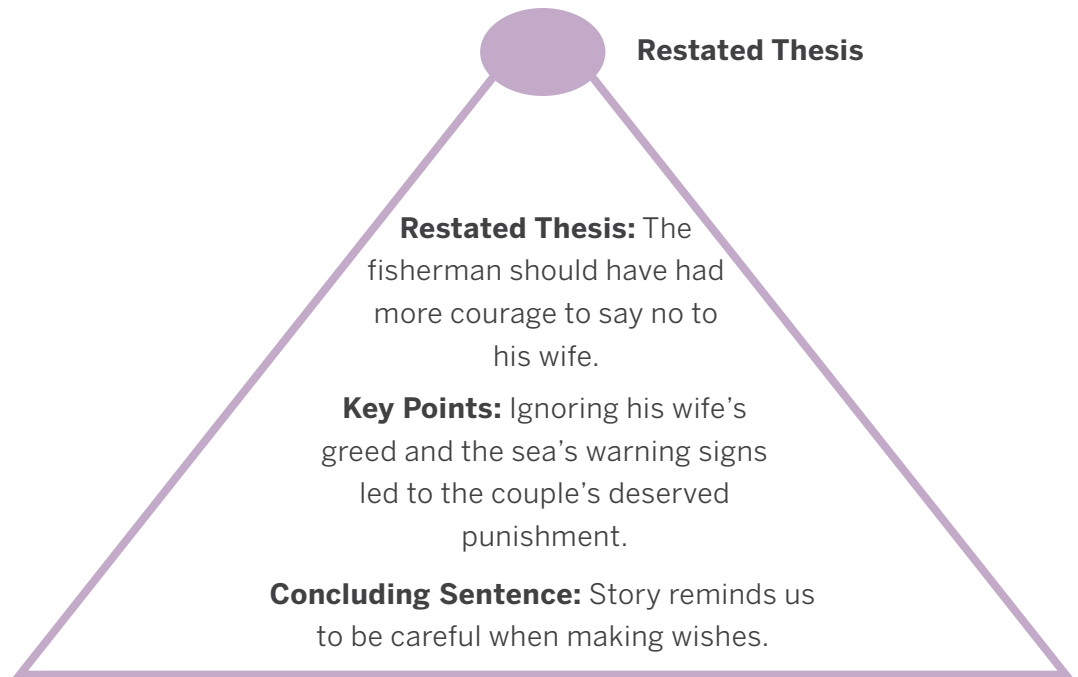 Restated Thesis
Restated Thesis: The
fisherman should have had
more courage to say no to
his wife.
Key Points: Ignoring his wife’s
greed and the sea’s warning signs
led to the couple’s deserved
punishment.
Concluding Sentence: Story reminds us
to be careful when making wishes.